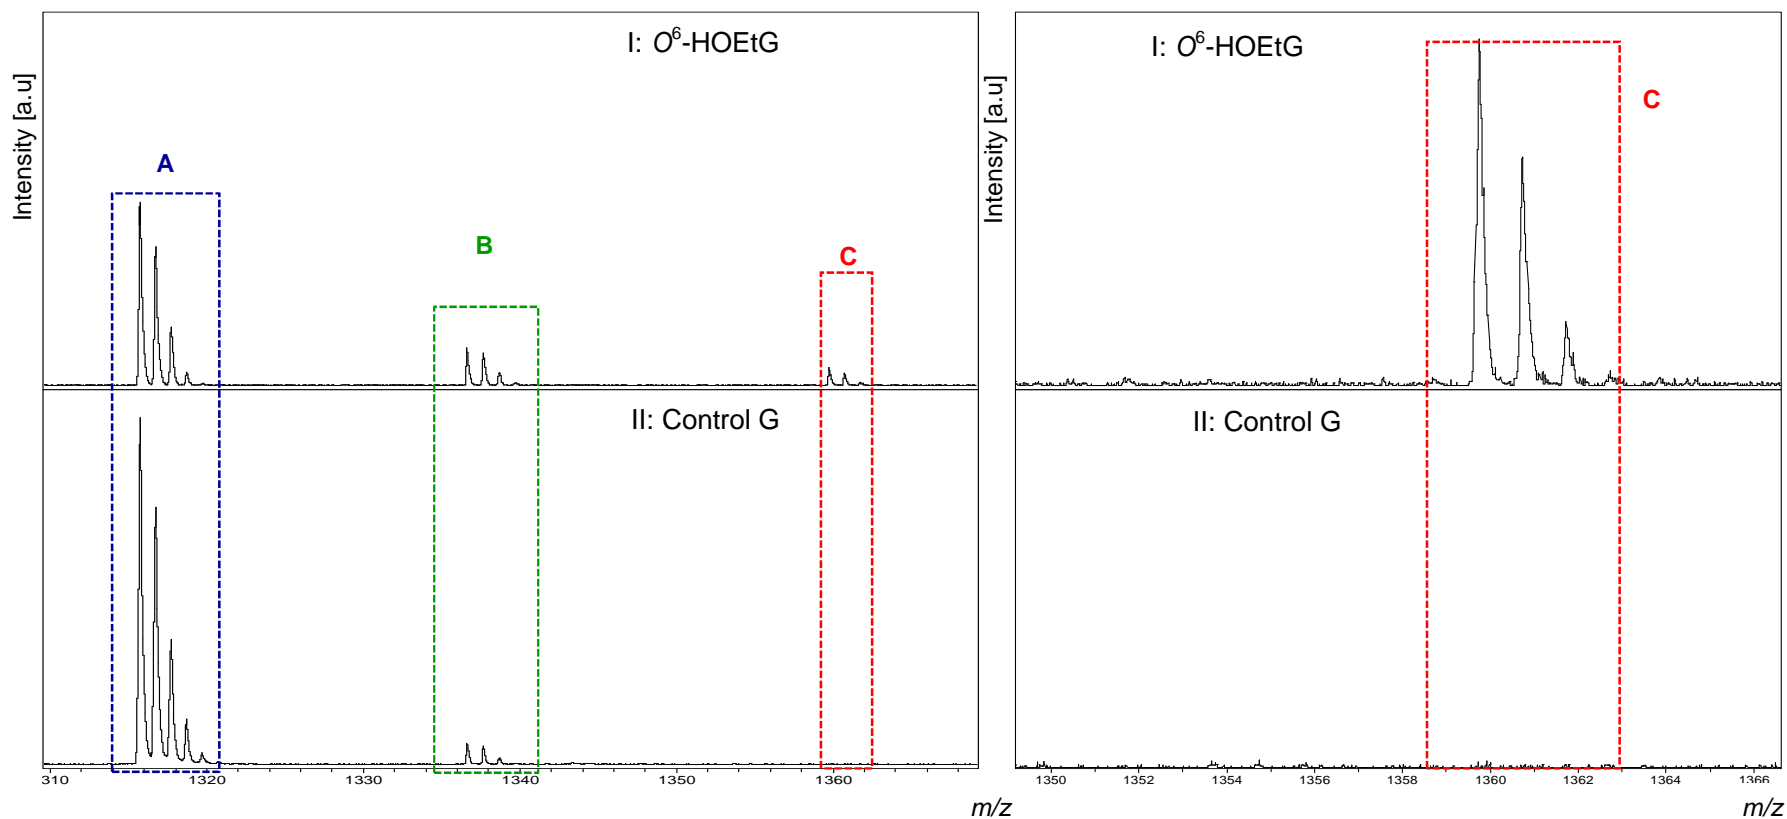 I: O⁶-HOEtG
Intensity [a.u]
A
B
C
II: Control G
310 1320 1330 1340 1350 1360
m/z
I: O⁶-HOEtG
Intensity [a.u]
C
II: Control G
1350 1352 1354 1356 1358 1360 1362 1364 1366
m/z